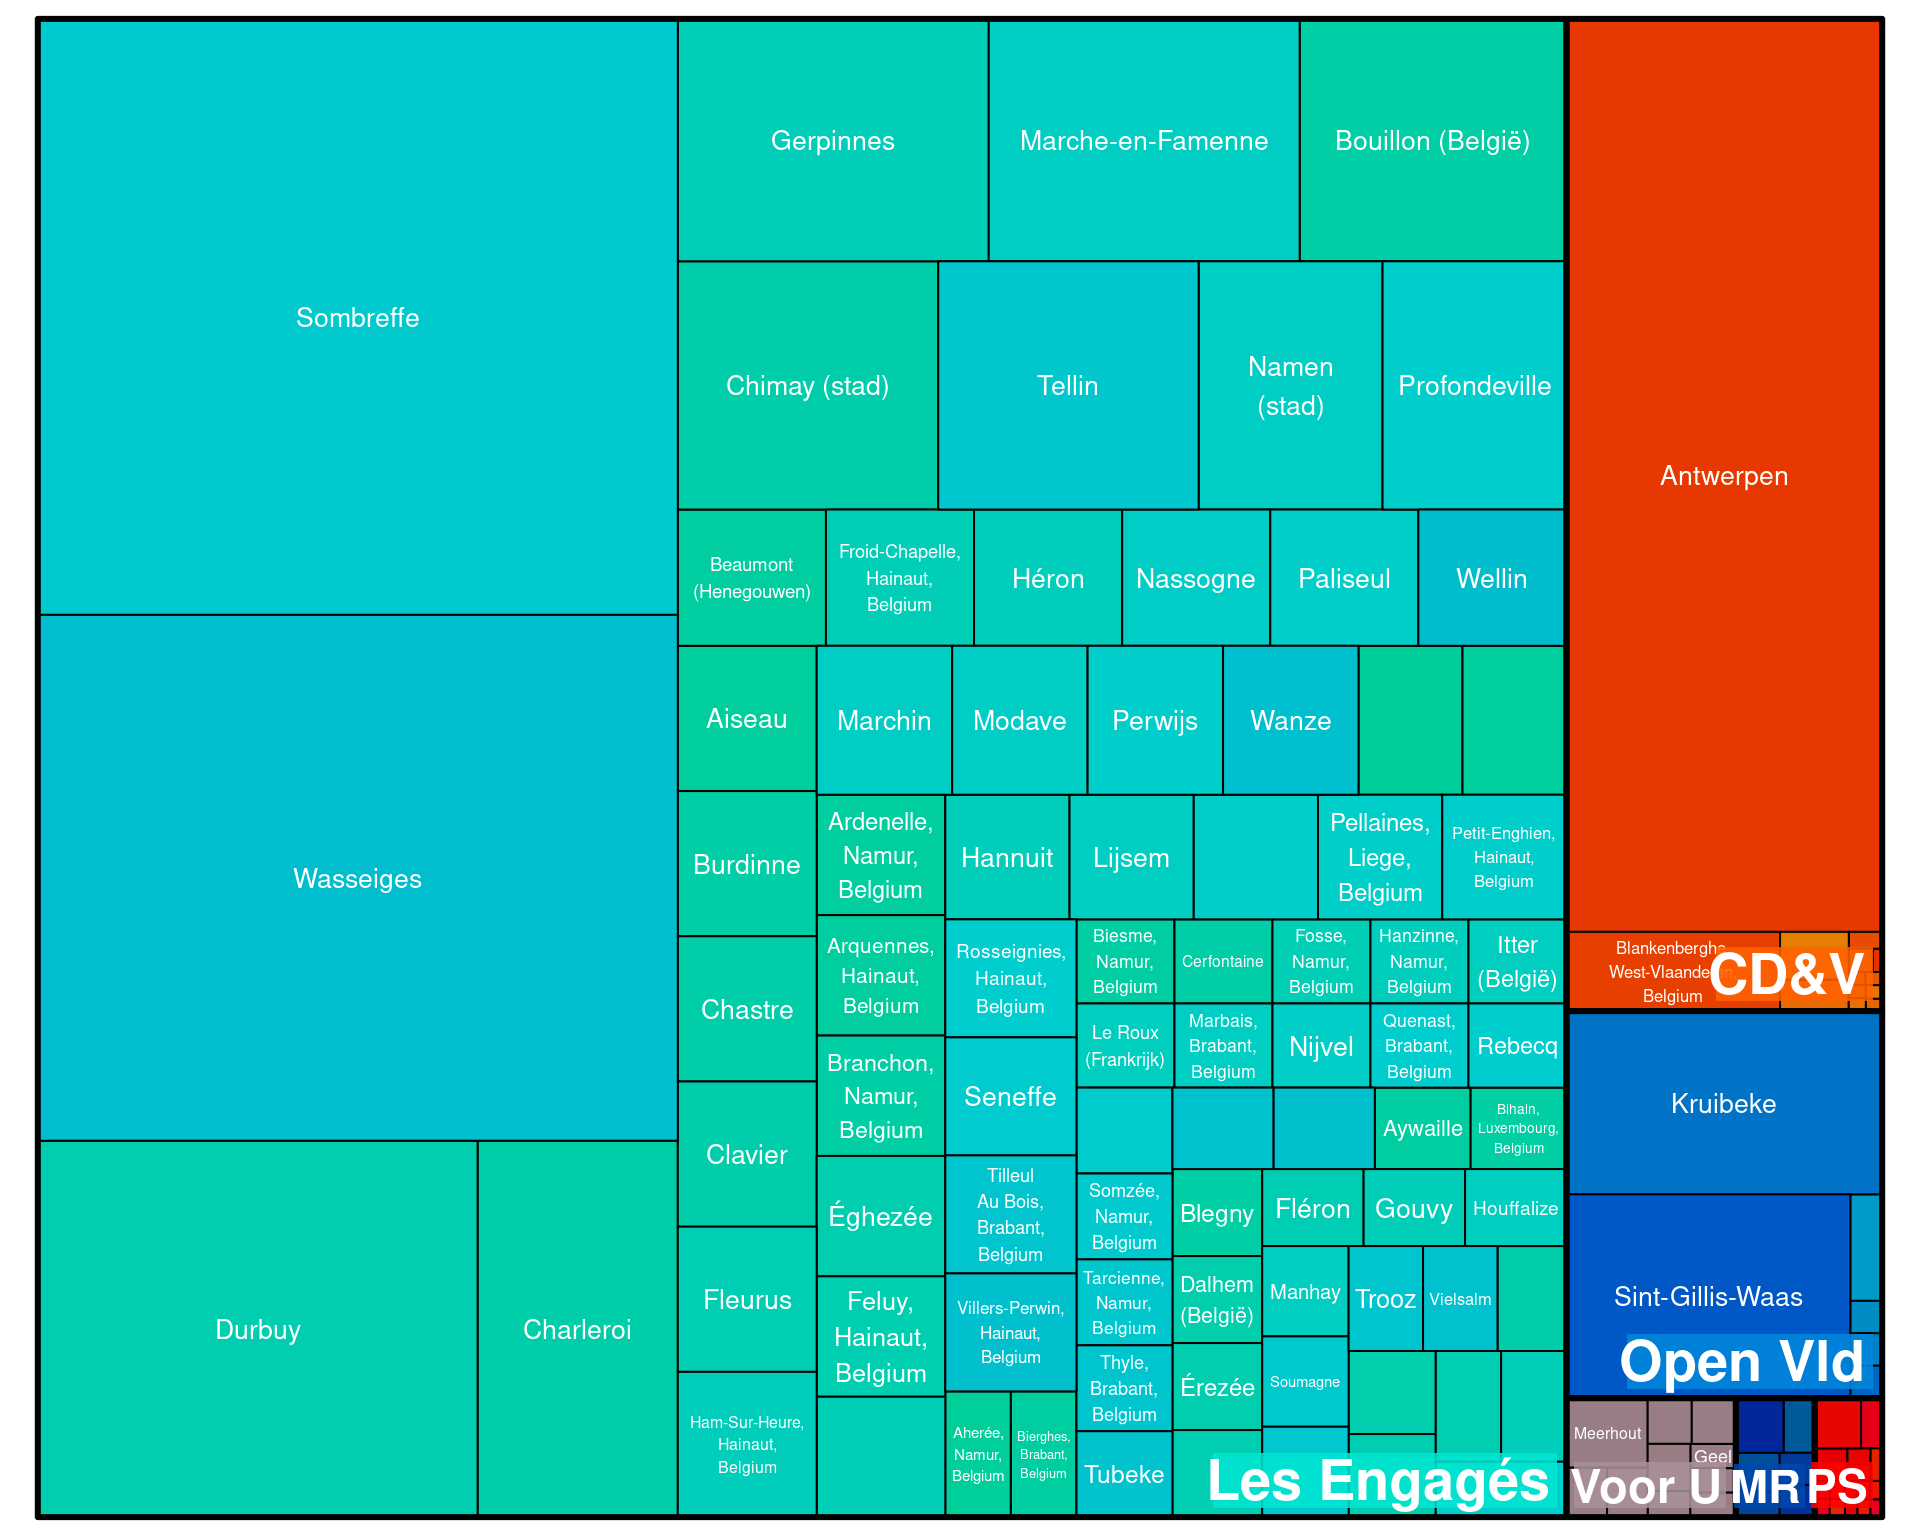 Sombreffe
Wasseiges
Durbuy
Charleroi
Gerpinnes
Marche-en-Famenne
Bouillon (België)
Chimay (stad)
Tellin
Namen
(stad)
Profondeville
Beaumont
(Henegouwen)
Froid-Chapelle,
Hainaut,
Belgium
Héron
Nassogne
Paliseul
Wellin
Aiseau
Marchin
Modave
Perwijs
Wanze
Burdinne
Chastre
Clavier
Fleurus
Ham-Sur-Heure,
Hainaut,
Belgium
Ardenelle,
Namur,
Belgium
Arquennes,
Hainaut,
Belgium
Branchon,
Namur,
Belgium
Éghezée
Feluy,
Hainaut,
Belgium
Hannuit
Lijsem
Pellaines,
Liege,
Belgium
Petit-Enghien,
Hainaut,
Belgium
Rosseignies,
Hainaut,
Belgium
Seneffe
Tilleul
Au Bois,
Brabant,
Belgium
Villers-Perwin,
Hainaut,
Belgium
Aherée,
Namur,
Belgium
Bierghes,
Brabant,
Belgium
Biesme,
Namur,
Belgium
Cerfontaine
Fosse,
Namur,
Belgium
Hanzinne,
Namur,
Belgium
Itter
(België)
Le Roux
(Frankrijk)
Marbais,
Brabant,
Belgium
Nijvel
Quenast,
Brabant,
Belgium
Rebecq
Aywaille
Bihain,
Luxembourg,
Belgium
Somzée,
Namur,
Belgium
Tarcienne,
Namur,
Belgium
Thyle,
Brabant,
Belgium
Tubeke
Blegny
Dalhem
(België)
Érezée
Fléron
Gouvy
Houffalize
Manhay
Trooz
Vielsalm
Soumagne
Les Engagés
Antwerpen
Blankenberghe,
West-Vlaanderen,
Belgium
CD&V
Kruibeke
Sint-Gillis-Waas
Open Vld
Meerhout
Geel
Voor U
MR
PS